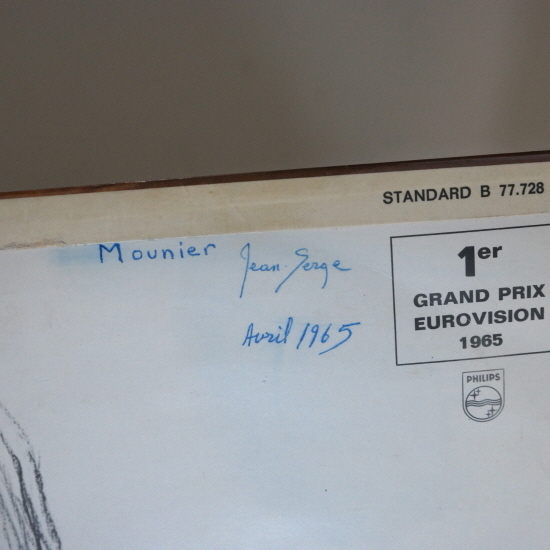 STANDARD B 77.728
Mounier Jean-Serge
Avril 1965
1er
GRAND PRIX
EUROVISION
1965
PHILIPS